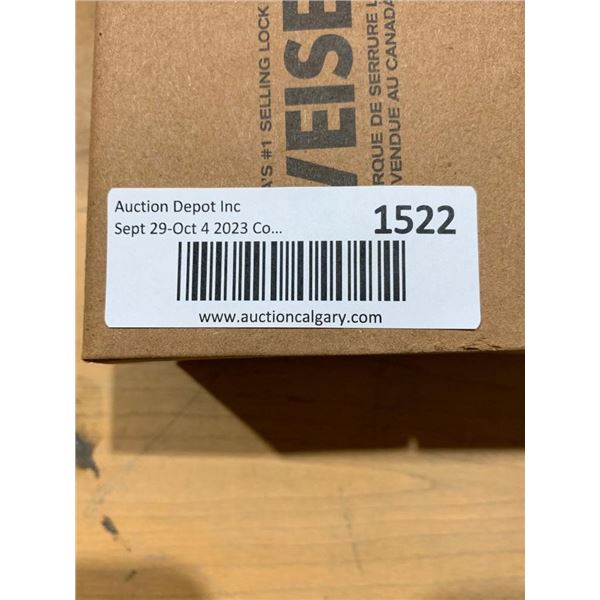 A'S #1 SELLING LOCK
WEISE
RQUE DE SERRURE L
VENDUE AU CANADA
Auction Depot Inc
Sept 29-Oct 4 2023 Co...
1522
www.auctioncalgary.com